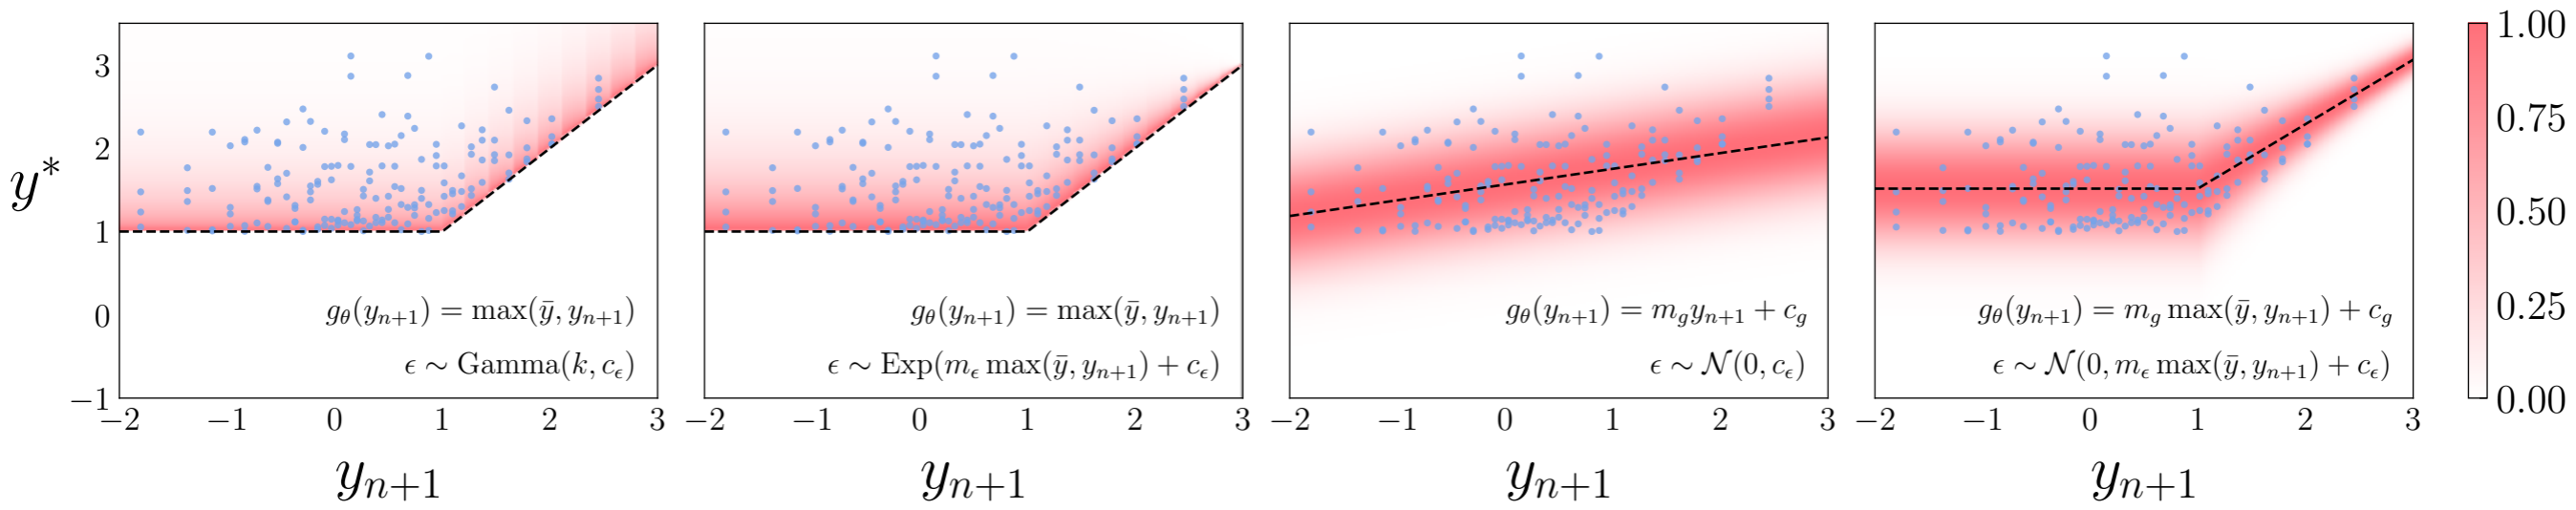 y*
3
2
1
0
−1
−2 −1 0 1 2 3
y_{n+1}
g_θ(y_{n+1}) = max(ȳ, y_{n+1})
ϵ ∼ Gamma(k, c_ϵ)
−2 −1 0 1 2 3
y_{n+1}
g_θ(y_{n+1}) = max(ȳ, y_{n+1})
ϵ ∼ Exp(m_ϵ max(ȳ, y_{n+1}) + c_ϵ)
−2 −1 0 1 2 3
y_{n+1}
g_θ(y_{n+1}) = m_g y_{n+1} + c_g
ϵ ∼ 𝒩(0, c_ϵ)
−2 −1 0 1 2 3
y_{n+1}
g_θ(y_{n+1}) = m_g max(ȳ, y_{n+1}) + c_g
ϵ ∼ 𝒩(0, m_ϵ max(ȳ, y_{n+1}) + c_ϵ)
1.00
0.75
0.50
0.25
0.00